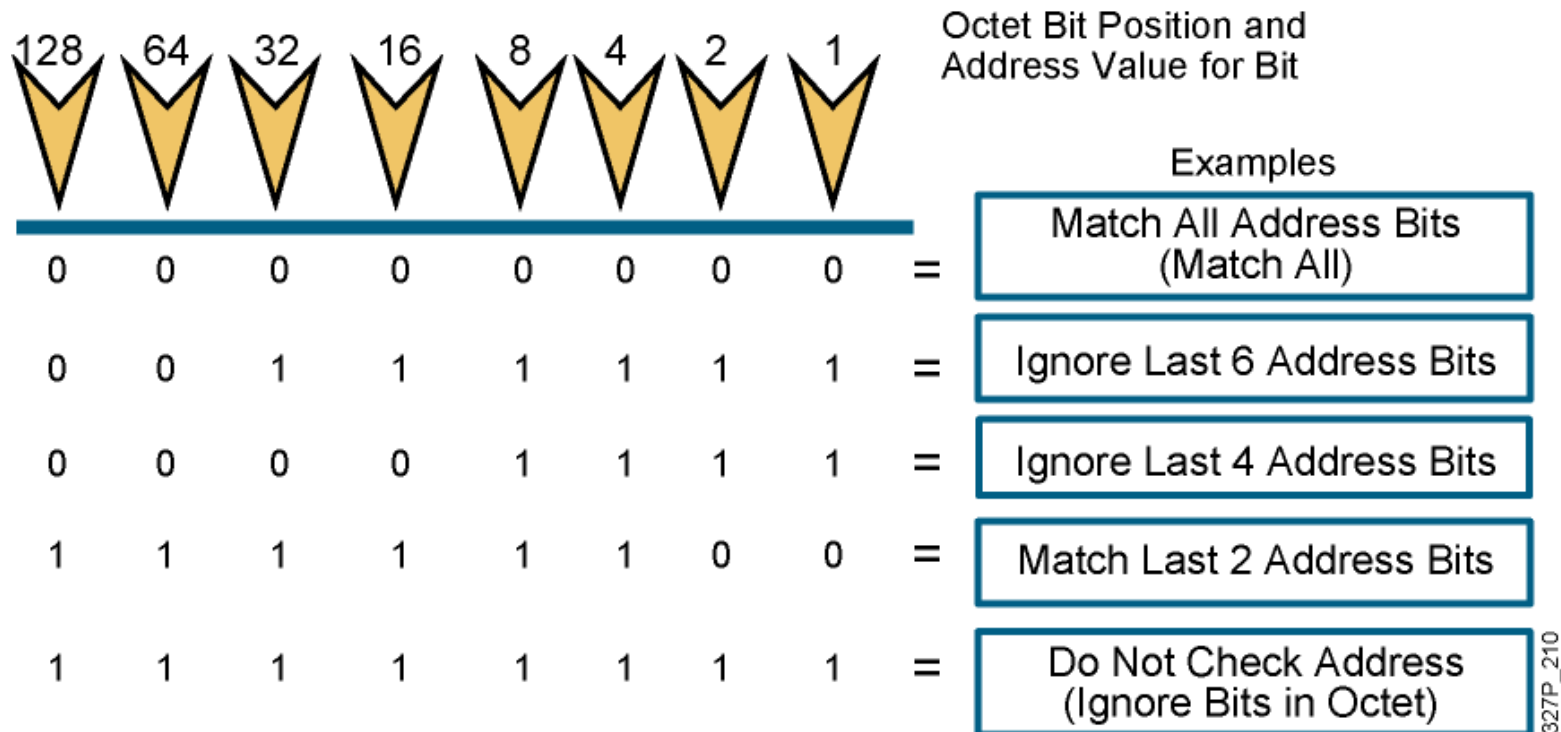 128 64 32 16 8 4 2 1
Octet Bit Position and
Address Value for Bit
Examples
0 0 0 0 0 0 0 0 = Match All Address Bits
(Match All)
0 0 1 1 1 1 1 1 = Ignore Last 6 Address Bits
0 0 0 0 1 1 1 1 = Ignore Last 4 Address Bits
1 1 1 1 1 1 0 0 = Match Last 2 Address Bits
1 1 1 1 1 1 1 1 = Do Not Check Address
(Ignore Bits in Octet)
327P_210